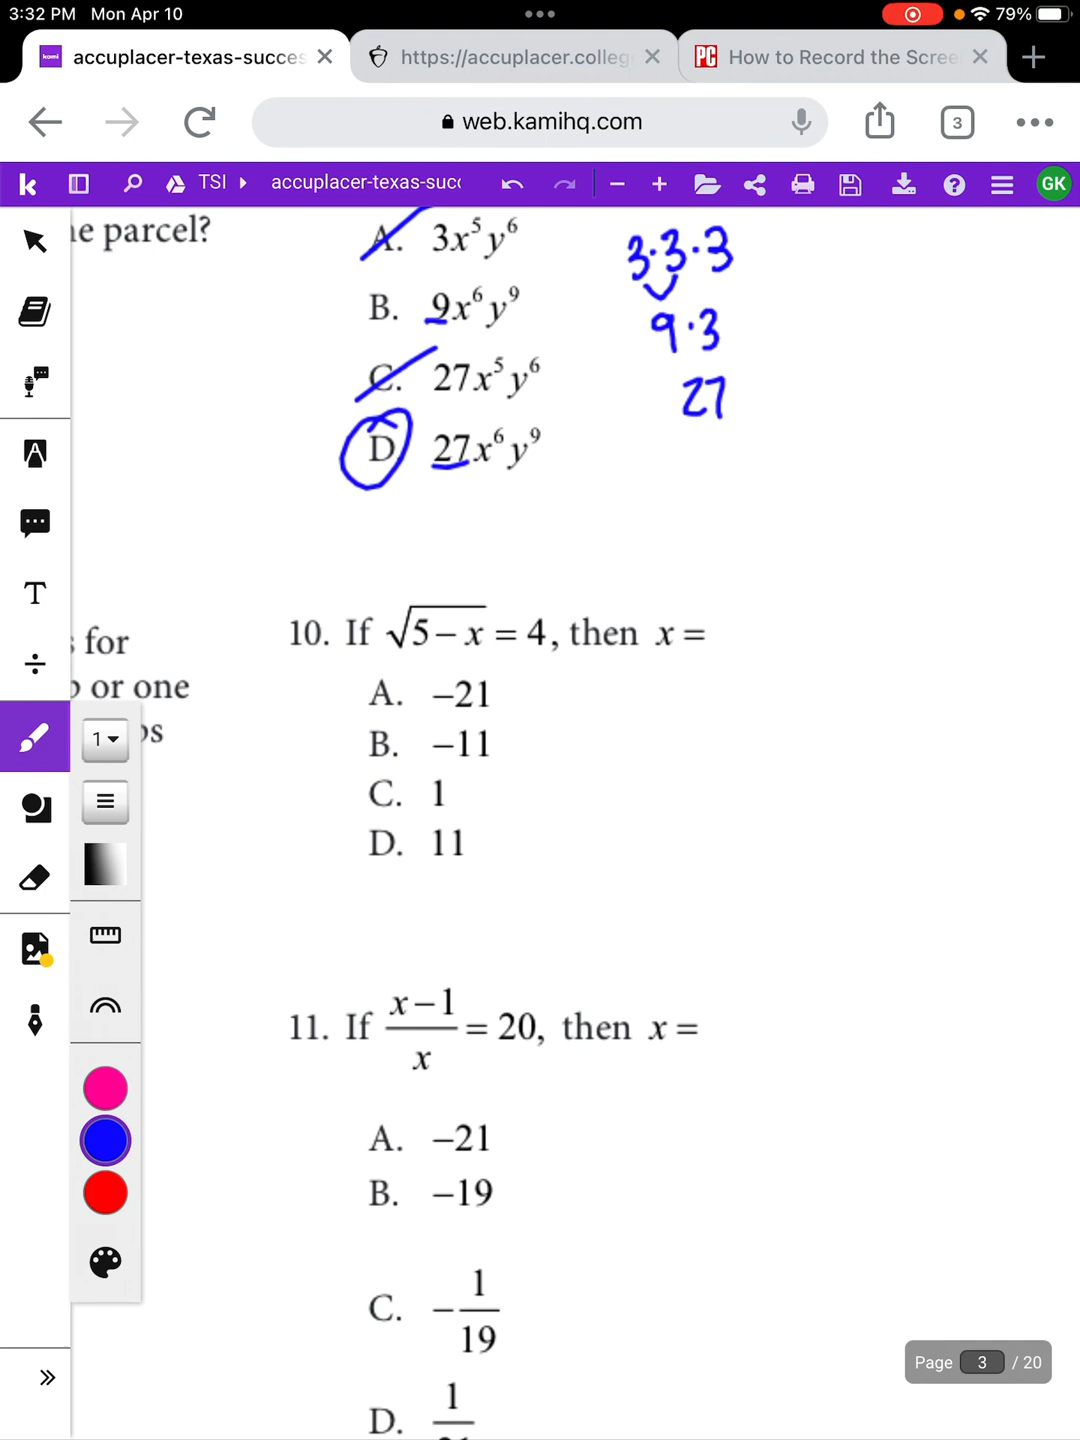 3:32 PM Mon Apr 10
79%
kami accuplacer-texas-succes
https://accuplacer.colleg
PC How to Record the Scree
web.kamihq.com
3
k TSI accuplacer-texas-succ
GK
e parcel?
A. 3x⁵y⁶
3·3·3
B. 9x⁶y⁹
9·3
C. 27x⁵y⁶
27
D. 27x⁶y⁹
for
or one
10. If √(5−x) = 4, then x =
A. −21
B. −11
C. 1
D. 11
1
11. If (x−1)/x = 20, then x =
A. −21
B. −19
C. −1/19
D. 1
Page 3 / 20